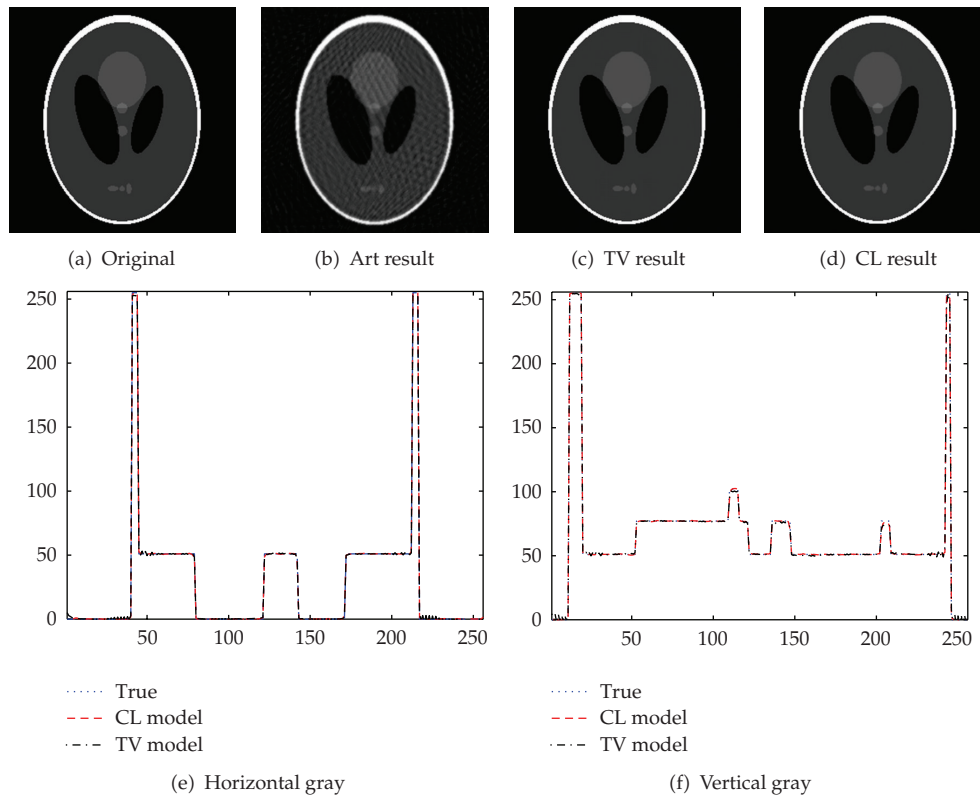 (a) Original
(b) Art result
(c) TV result
(d) CL result
250
200
150
100
50
0
50
100
150
200
250
True
CL model
TV model
(e) Horizontal gray
250
200
150
100
50
0
50
100
150
200
250
True
CL model
TV model
(f) Vertical gray